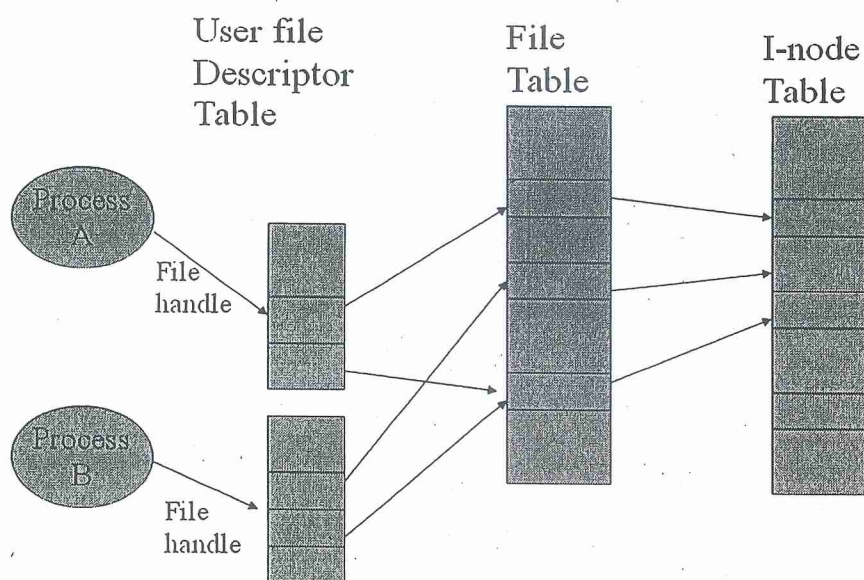 User file
Descriptor
Table
File
Table
I-node
Table
Process
A
File
handle
Process
B
File
handle